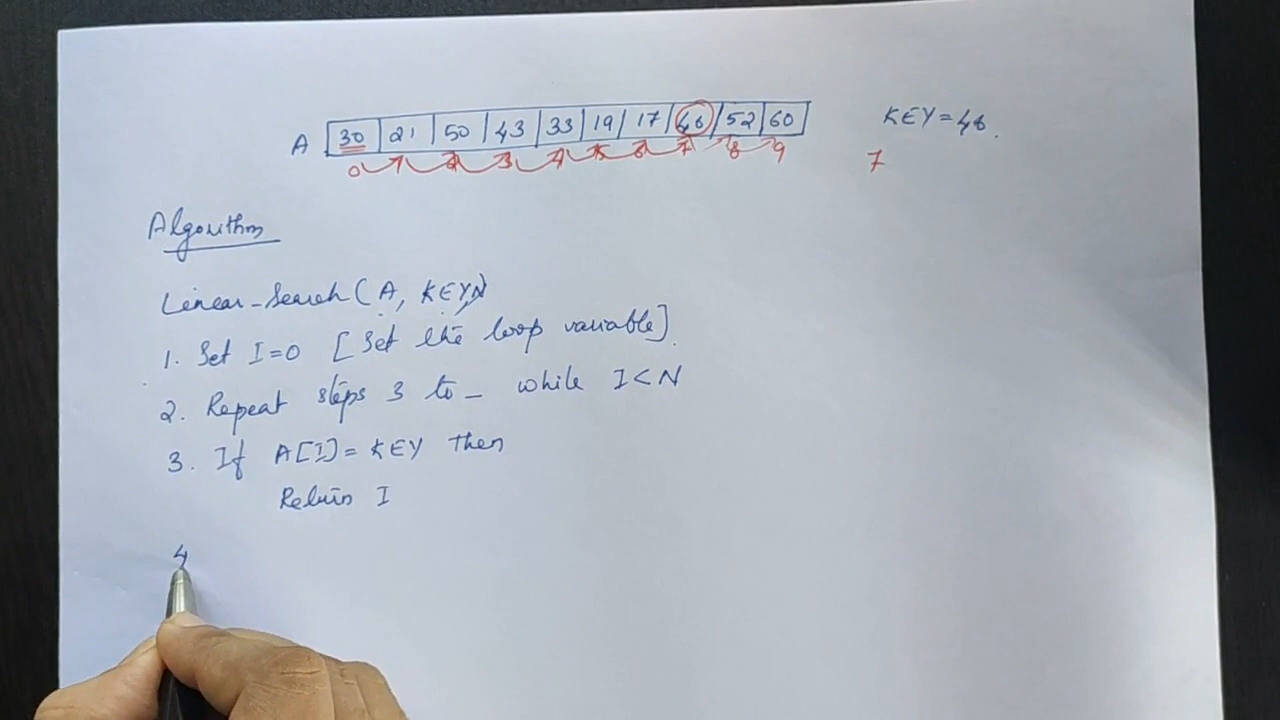 A 30 21 50 43 33 19 17 46 52 60 KEY=46.
0 1 2 3 4 5 6 7 8 9 7
Algorithm
Linear-Search(A, KEY,N)
1. Set I=0 [Set the loop variable].
2. Repeat steps 3 to _ while I<N
3. If A[I]=KEY then
Return I
4